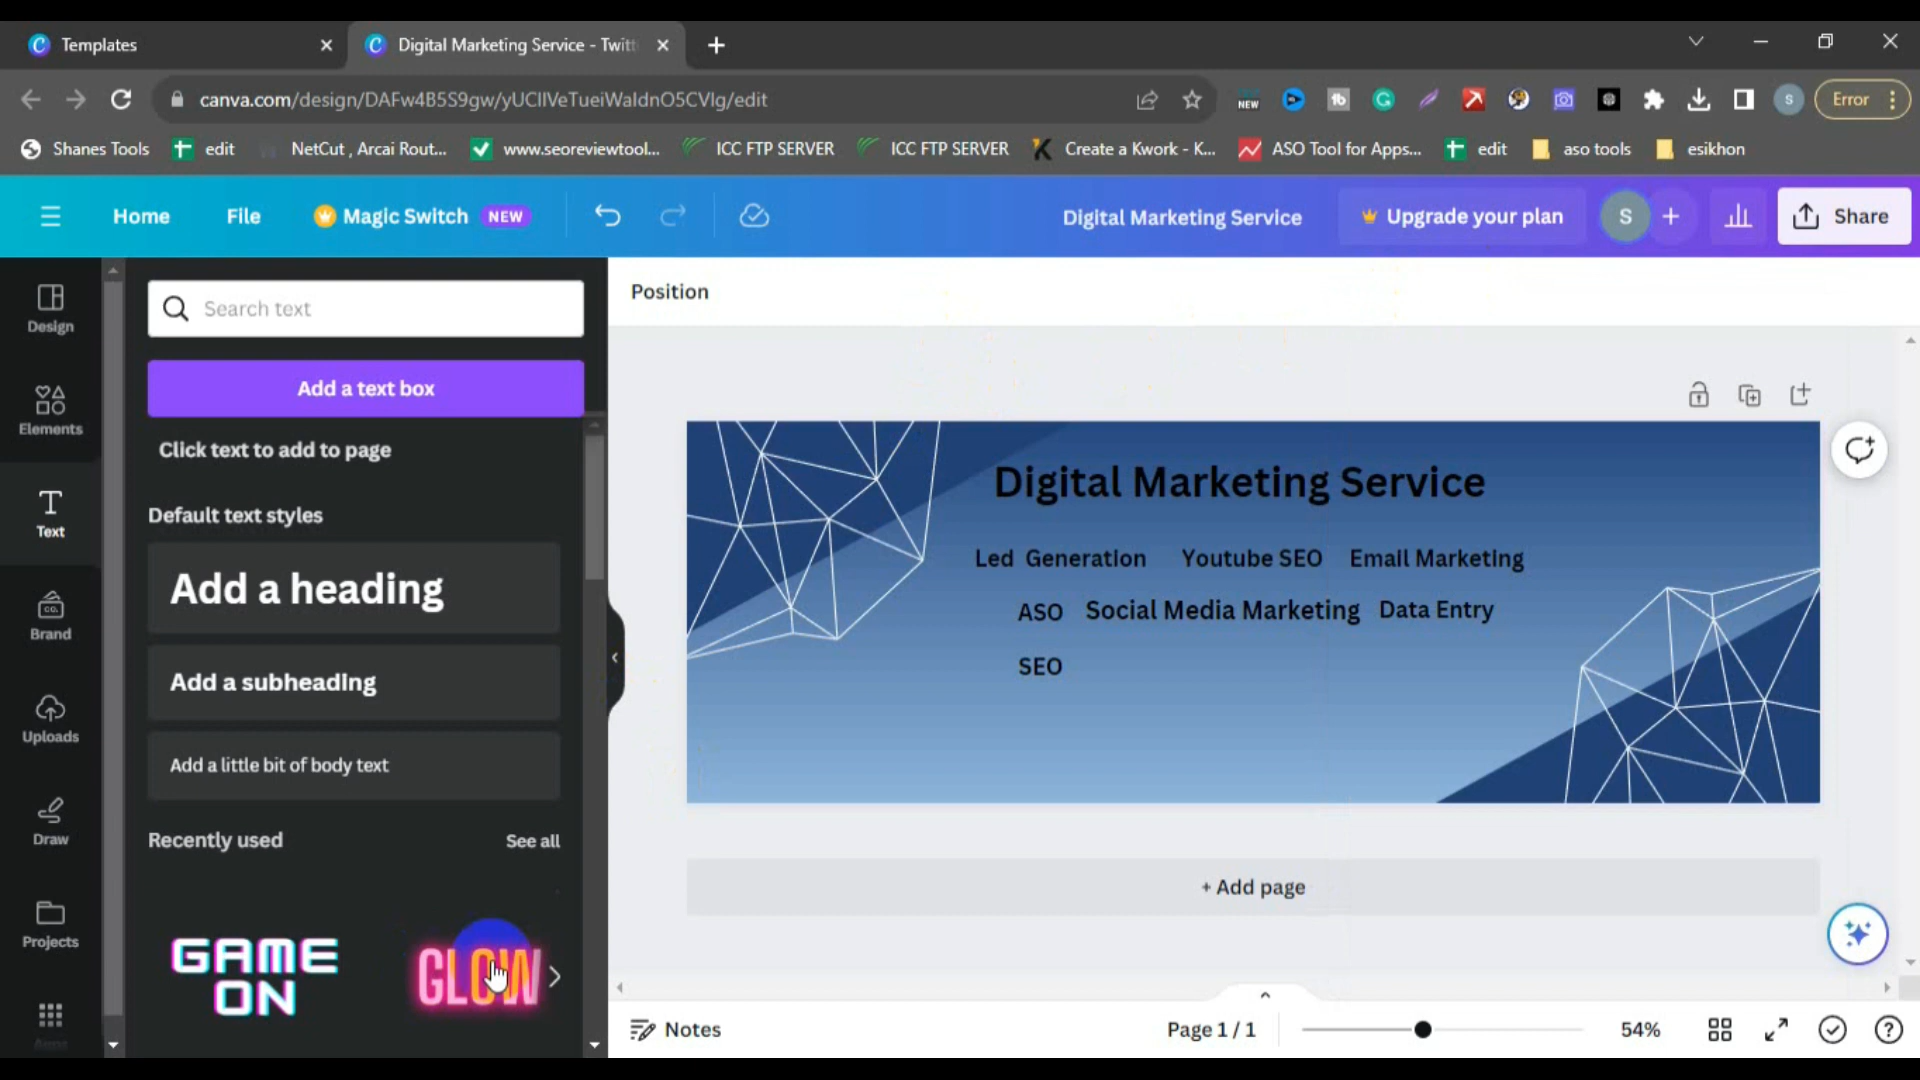 Templates
Digital Marketing Service - Twitt
canva.com/design/DAFw4B5S9gw/yUCIIVeTueiWaldnO5CVlg/edit
NEW
S
Error
Shanes Tools
edit
NetCut , Arcai Rout...
www.seoreviewtool...
ICC FTP SERVER
ICC FTP SERVER
Create a Kwork - K...
ASO Tool for Apps...
edit
aso tools
esikhon
Home
File
Magic Switch NEW
Digital Marketing Service
Upgrade your plan
S
Share
Design
Elements
Text
Brand
Uploads
Draw
Projects
Search text
Add a text box
Click text to add to page
Default text styles
Add a heading
Add a subheading
Add a little bit of body text
Recently used
See all
GAME
ON
GLOW
Position
Digital Marketing Service
Led Generation Youtube SEO Email Marketing
ASO Social Media Marketing Data Entry
SEO
+ Add page
Notes
Page 1 / 1
54%